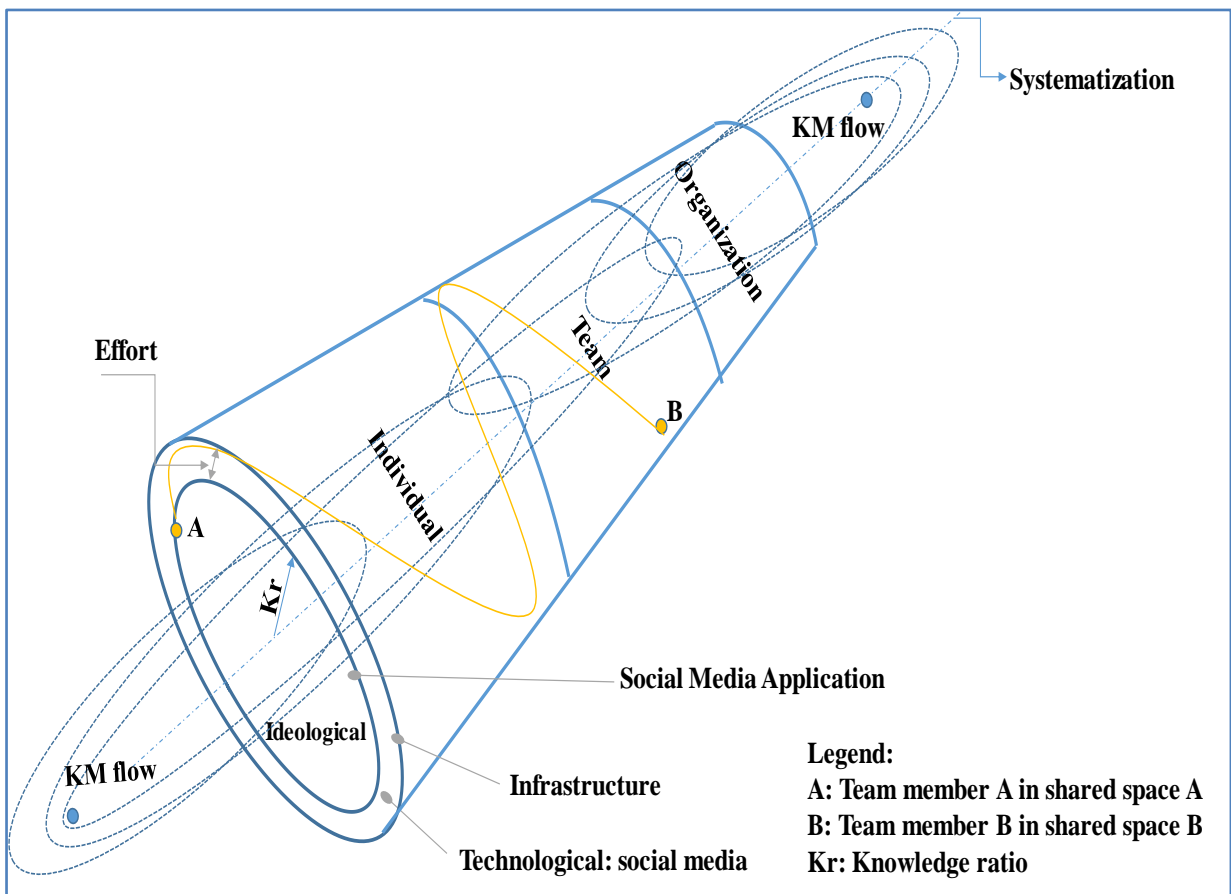 Systematization
KM flow
Organization
Team
Effort
B
Individual
A
Kr
Social Media Application
Ideological
KM flow
Infrastructure
Technological: social media
Legend:
A: Team member A in shared space A
B: Team member B in shared space B
Kr: Knowledge ratio